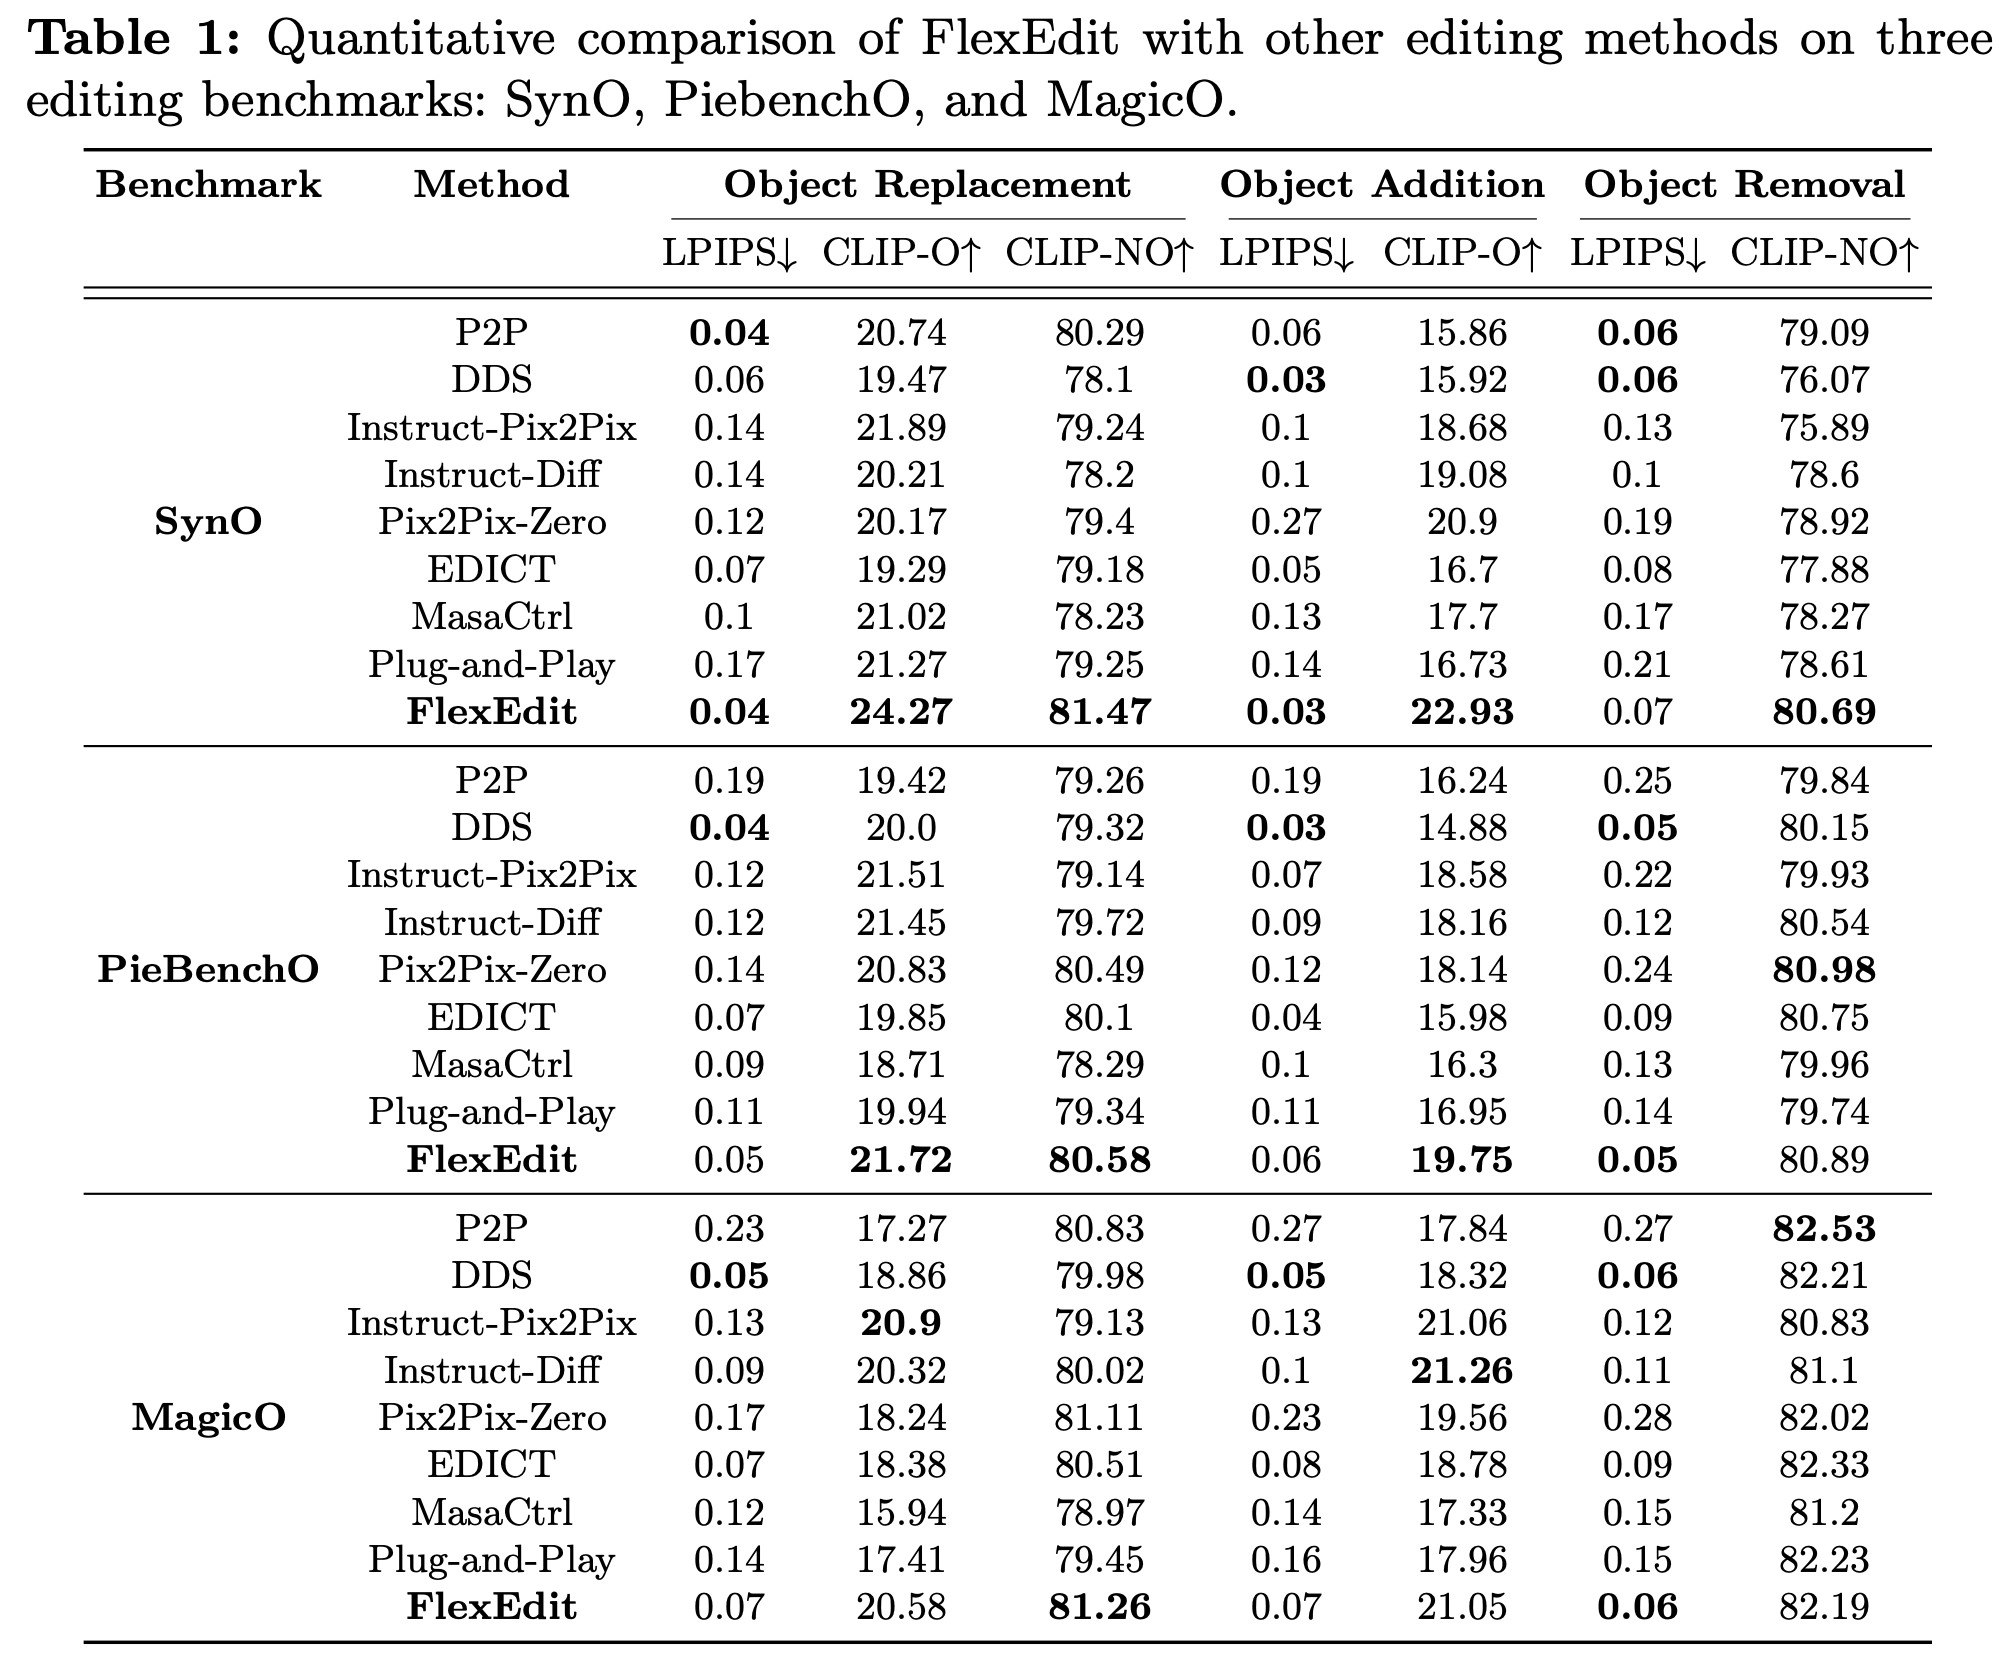 Table 1: Quantitative comparison of FlexEdit with other editing methods on three
editing benchmarks: SynO, PiebenchO, and MagicO.
Benchmark Method Object Replacement Object Addition Object Removal
LPIPS↓ CLIP-O↑ CLIP-NO↑ LPIPS↓ CLIP-O↑ LPIPS↓ CLIP-NO↑
P2P 0.04 20.74 80.29 0.06 15.86 0.06 79.09
DDS 0.06 19.47 78.1 0.03 15.92 0.06 76.07
Instruct-Pix2Pix 0.14 21.89 79.24 0.1 18.68 0.13 75.89
Instruct-Diff 0.14 20.21 78.2 0.1 19.08 0.1 78.6
SynO Pix2Pix-Zero 0.12 20.17 79.4 0.27 20.9 0.19 78.92
EDICT 0.07 19.29 79.18 0.05 16.7 0.08 77.88
MasaCtrl 0.1 21.02 78.23 0.13 17.7 0.17 78.27
Plug-and-Play 0.17 21.27 79.25 0.14 16.73 0.21 78.61
FlexEdit 0.04 24.27 81.47 0.03 22.93 0.07 80.69
P2P 0.19 19.42 79.26 0.19 16.24 0.25 79.84
DDS 0.04 20.0 79.32 0.03 14.88 0.05 80.15
Instruct-Pix2Pix 0.12 21.51 79.14 0.07 18.58 0.22 79.93
Instruct-Diff 0.12 21.45 79.72 0.09 18.16 0.12 80.54
PieBenchO Pix2Pix-Zero 0.14 20.83 80.49 0.12 18.14 0.24 80.98
EDICT 0.07 19.85 80.1 0.04 15.98 0.09 80.75
MasaCtrl 0.09 18.71 78.29 0.1 16.3 0.13 79.96
Plug-and-Play 0.11 19.94 79.34 0.11 16.95 0.14 79.74
FlexEdit 0.05 21.72 80.58 0.06 19.75 0.05 80.89
P2P 0.23 17.27 80.83 0.27 17.84 0.27 82.53
DDS 0.05 18.86 79.98 0.05 18.32 0.06 82.21
Instruct-Pix2Pix 0.13 20.9 79.13 0.13 21.06 0.12 80.83
Instruct-Diff 0.09 20.32 80.02 0.1 21.26 0.11 81.1
MagicO Pix2Pix-Zero 0.17 18.24 81.11 0.23 19.56 0.28 82.02
EDICT 0.07 18.38 80.51 0.08 18.78 0.09 82.33
MasaCtrl 0.12 15.94 78.97 0.14 17.33 0.15 81.2
Plug-and-Play 0.14 17.41 79.45 0.16 17.96 0.15 82.23
FlexEdit 0.07 20.58 81.26 0.07 21.05 0.06 82.19